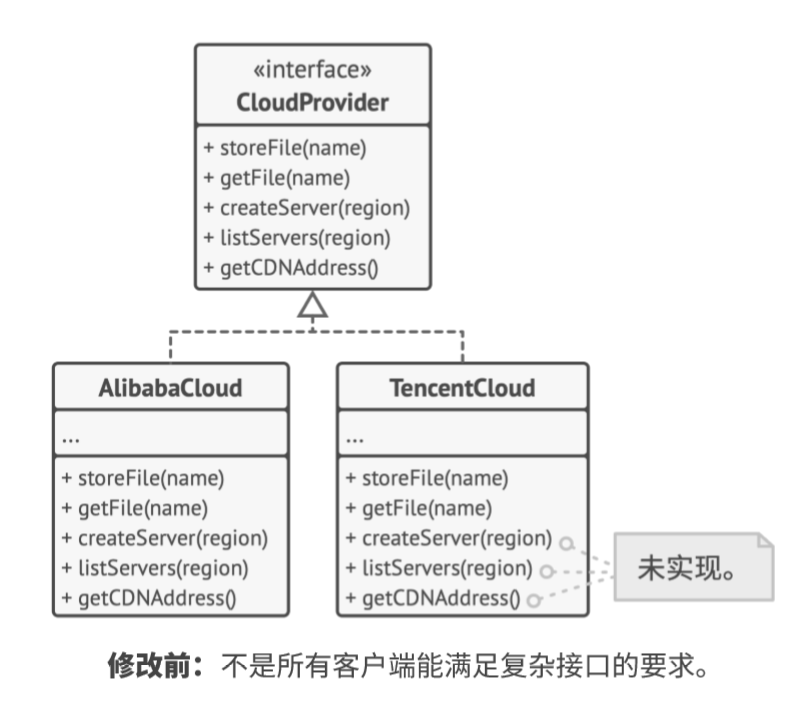 «interface»
CloudProvider
+ storeFile(name)
+ getFile(name)
+ createServer(region)
+ listServers(region)
+ getCDNAddress()
AlibabaCloud
...
+ storeFile(name)
+ getFile(name)
+ createServer(region)
+ listServers(region)
+ getCDNAddress()
TencentCloud
...
+ storeFile(name)
+ getFile(name)
+ createServer(region)
+ listServers(region)
+ getCDNAddress()
未实现。
修改前：不是所有客户端能满足复杂接口的要求。